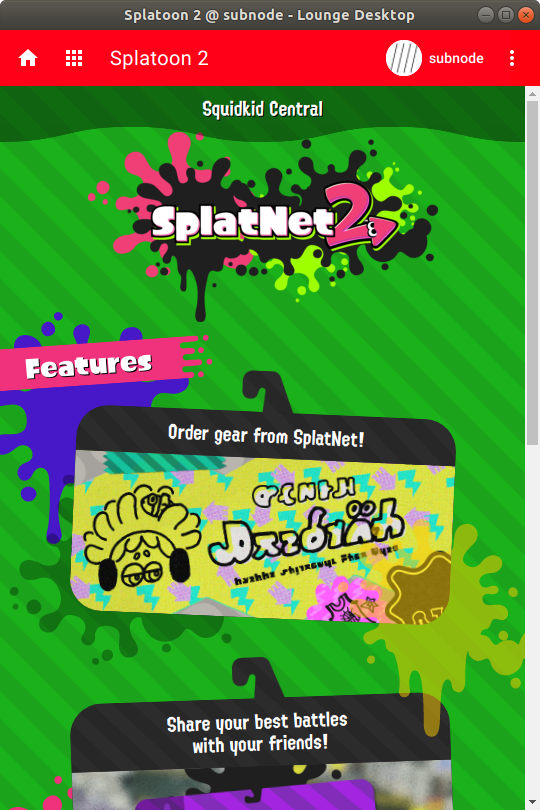 Splatoon 2 @ subnode - Lounge Desktop
Splatoon 2
subnode
Squidkid Central
SplatNet 2
Features
Order gear from SplatNet!
Share your best battles
with your friends!